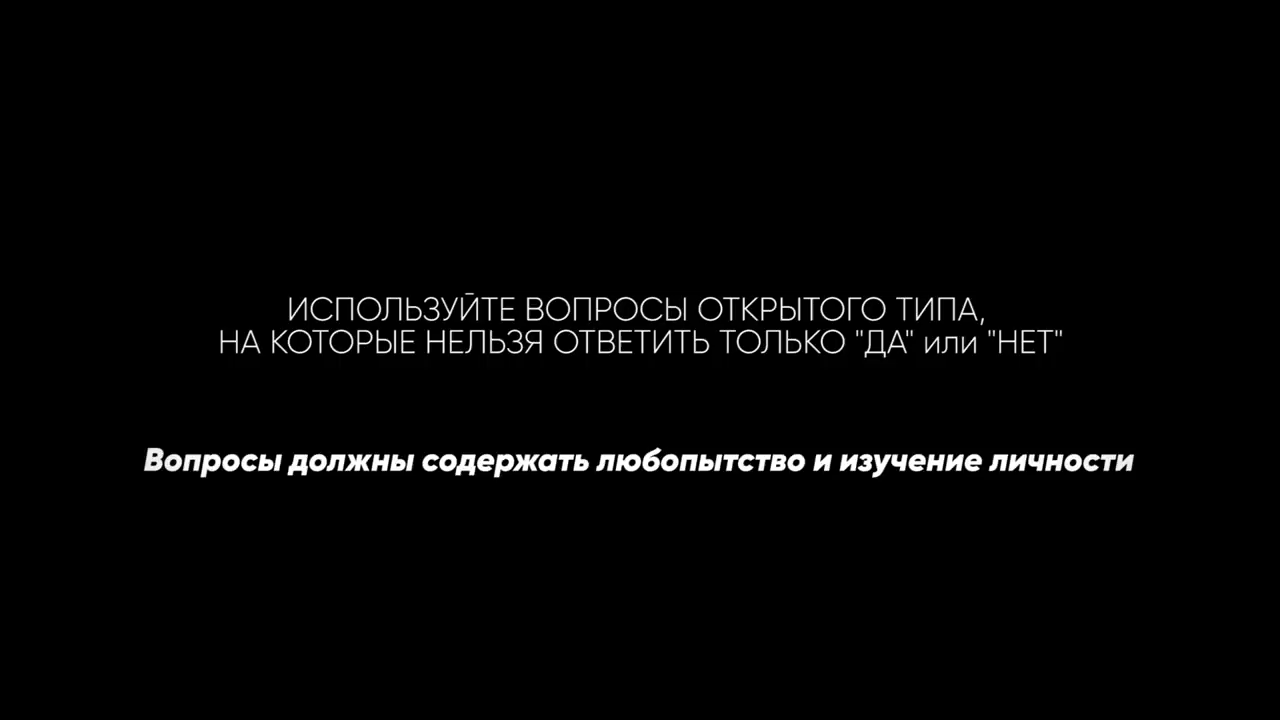 ИСПОЛЬЗУЙТЕ ВОПРОСЫ ОТКРЫТОГО ТИПА,
НА КОТОРЫЕ НЕЛЬЗЯ ОТВЕТИТЬ ТОЛЬКО "ДА" или "НЕТ"
Вопросы должны содержать любопытство и изучение личности